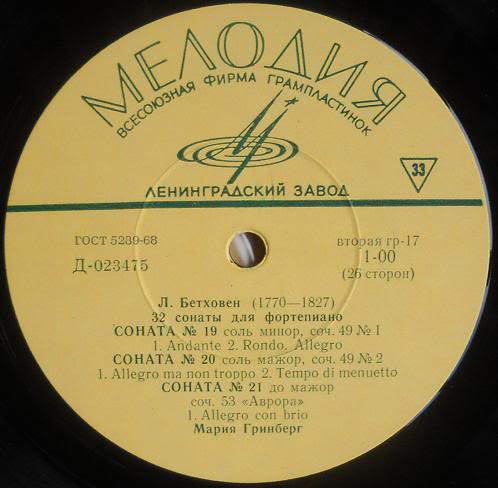 МЕЛОДИЯ
ВСЕСОЮЗНАЯ ФИРМА ГРАМПЛАСТИНОК
ЛЕНИНГРАДСКИЙ ЗАВОД
33
ГОСТ 5289-68
вторая гр-17
Д-023475
1-00
(26 сторон)
Л. Бетховен (1770—1827)
32 сонаты для фортепиано
СОНАТА № 19 соль минор, соч. 49 № 1
1. Andante 2. Rondo. Allegro
СОНАТА № 20 соль мажор, соч. 49 № 2
1. Allegro ma non troppo 2. Tempo di menuetto
СОНАТА № 21 до мажор
соч. 53 «Аврора»
1. Allegro con brio
Мария Гринберг